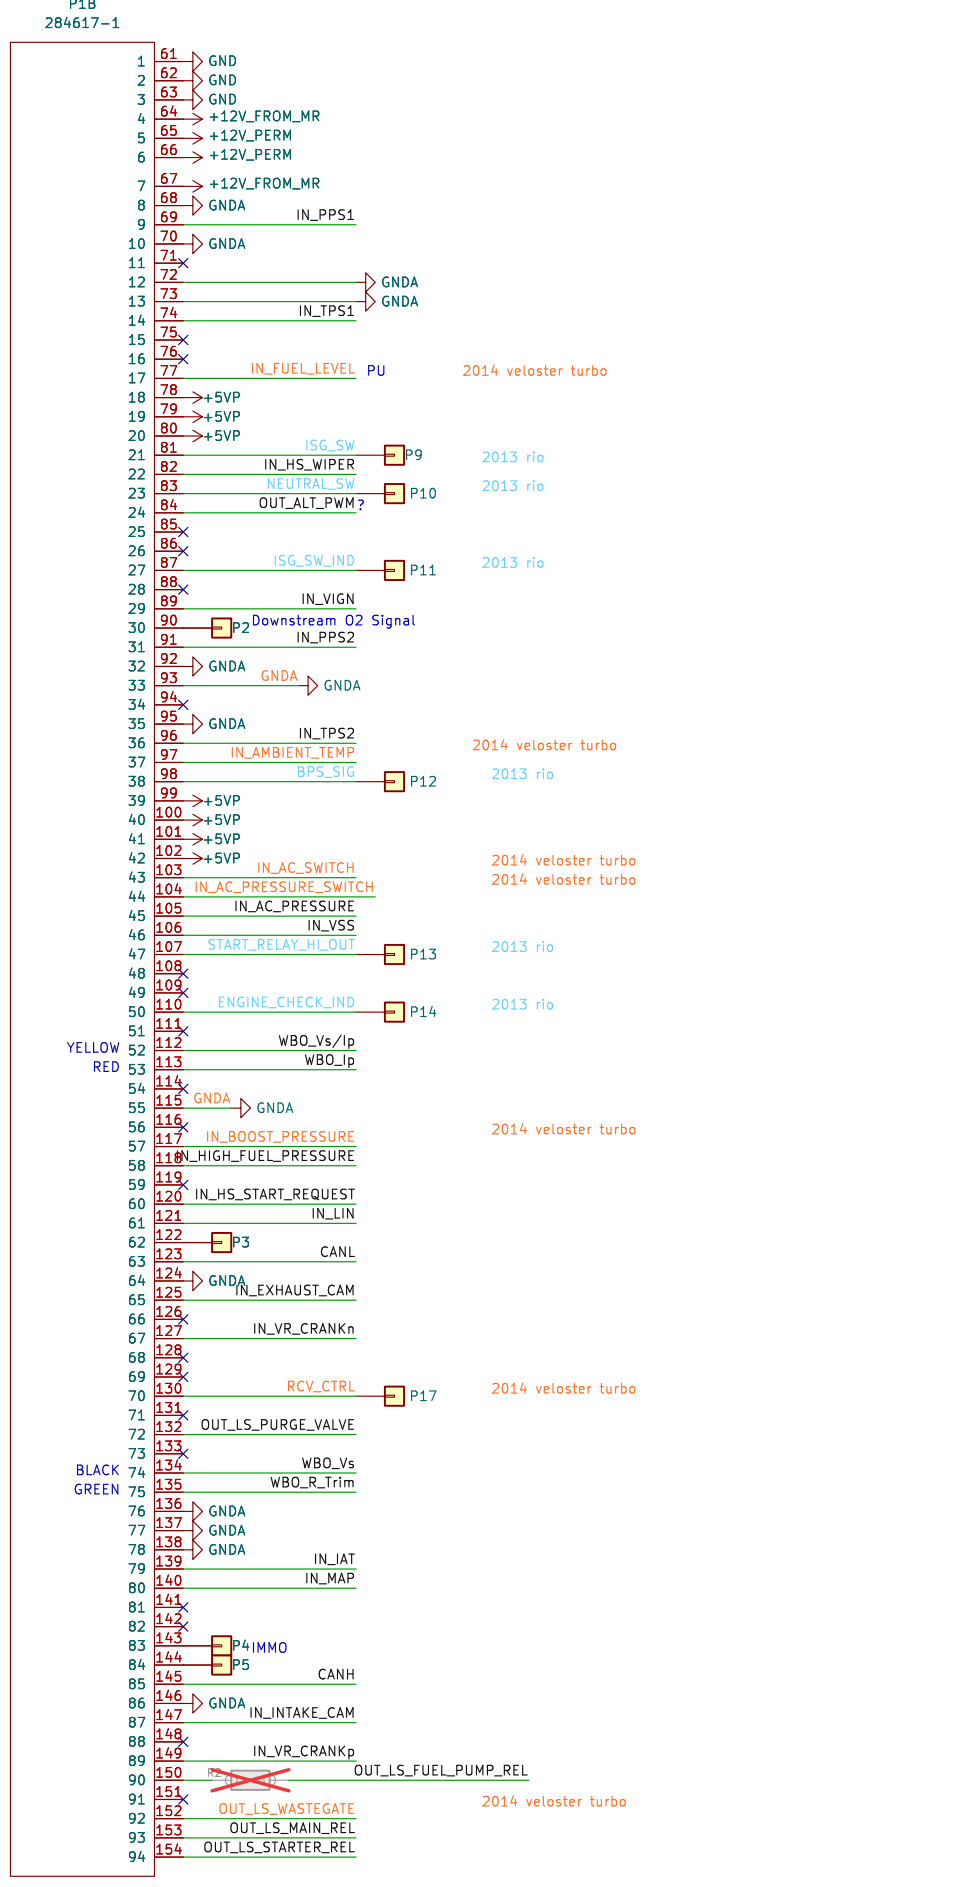 P1B
284617-1
1 61 GND
2 62 GND
3 63 GND
4 64 +12V_FROM_MR
5 65 +12V_PERM
6 66 +12V_PERM
7 67 +12V_FROM_MR
8 68 GNDA
9 69 IN_PPS1
10 70 GNDA
11 71
12 72 GNDA
13 73 GNDA
14 74 IN_TPS1
15 75
16 76
17 77 IN_FUEL_LEVEL PU 2014 veloster turbo
18 78 +5VP
19 79 +5VP
20 80 +5VP
21 81 ISG_SW P9 2013 rio
22 82 IN_HS_WIPER
23 83 NEUTRAL_SW P10 2013 rio
24 84 OUT_ALT_PWM ?
25 85
26 86
27 87 ISG_SW_IND P11 2013 rio
28 88
29 89 IN_VIGN
30 90 P2 Downstream O2 Signal
31 91 IN_PPS2
32 92 GNDA
33 93 GNDA GNDA
34 94
35 95 GNDA
36 96 IN_TPS2 2014 veloster turbo
37 97 IN_AMBIENT_TEMP
38 98 BPS_SIG P12 2013 rio
39 99 +5VP
40 100 +5VP
41 101 +5VP
42 102 +5VP
43 103 IN_AC_SWITCH 2014 veloster turbo
44 104 IN_AC_PRESSURE_SWITCH 2014 veloster turbo
45 105 IN_AC_PRESSURE
46 106 IN_VSS
47 107 START_RELAY_HI_OUT P13 2013 rio
48 108
49 109
50 110 ENGINE_CHECK_IND P14 2013 rio
51 111
YELLOW 52 112 WBO_Vs/Ip
RED 53 113 WBO_Ip
54 114
55 115 GNDA GNDA
56 116
57 117 IN_BOOST_PRESSURE 2014 veloster turbo
58 118 IN_HIGH_FUEL_PRESSURE
59 119
60 120 IN_HS_START_REQUEST
61 121 IN_LIN
62 122 P3
63 123 CANL
64 124 GNDA
65 125 IN_EXHAUST_CAM
66 126
67 127 IN_VR_CRANKn
68 128
69 129
70 130 RCV_CTRL P17 2014 veloster turbo
71 131
72 132 OUT_LS_PURGE_VALVE
73 133
BLACK 74 134 WBO_Vs
GREEN 75 135 WBO_R_Trim
76 136 GNDA
77 137 GNDA
78 138 GNDA
79 139 IN_IAT
80 140 IN_MAP
81 141
82 142
83 143 P4 IMMO
84 144 P5
85 145 CANH
86 146 GNDA
87 147 IN_INTAKE_CAM
88 148
89 149 IN_VR_CRANKp
90 150 R2 OUT_LS_FUEL_PUMP_REL
91 151
92 152 OUT_LS_WASTEGATE 2014 veloster turbo
93 153 OUT_LS_MAIN_REL
94 154 OUT_LS_STARTER_REL